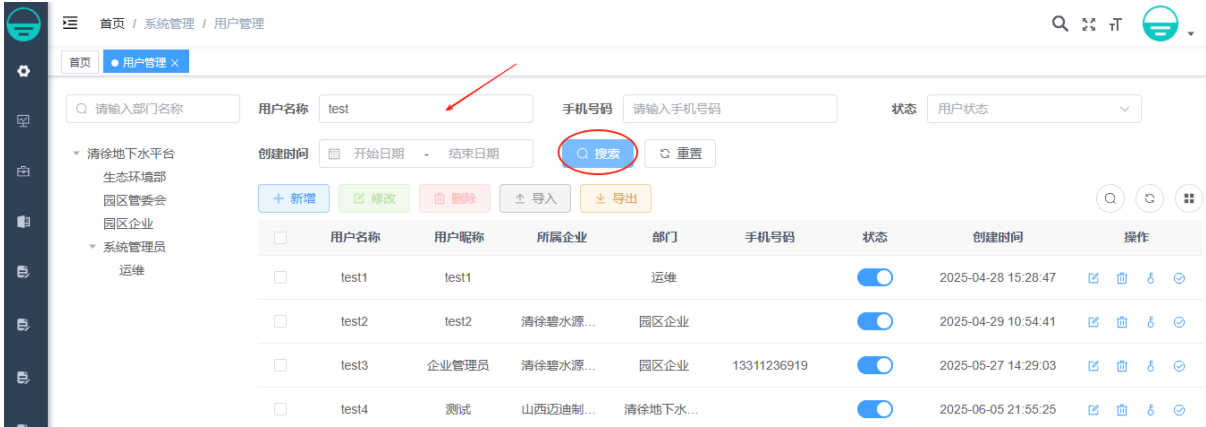 首页 / 系统管理 / 用户管理
首页 用户管理
请输入部门名称 用户名称 test 手机号码 请输入手机号码 状态 用户状态
清徐地下水平台 创建时间 开始日期 - 结束日期 搜索 重置
生态环境部
园区管委会 新增 修改 删除 导入 导出
园区企业
系统管理员 用户名称 用户昵称 所属企业 部门 手机号码 状态 创建时间 操作
运维 test1 test1 运维 2025-04-28 15:28:47
test2 test2 清徐碧水源... 园区企业 2025-04-29 10:54:41
test3 企业管理员 清徐碧水源... 园区企业 13311236919 2025-05-27 14:29:03
test4 测试 山西迈迪制... 清徐地下水... 2025-06-05 21:55:25